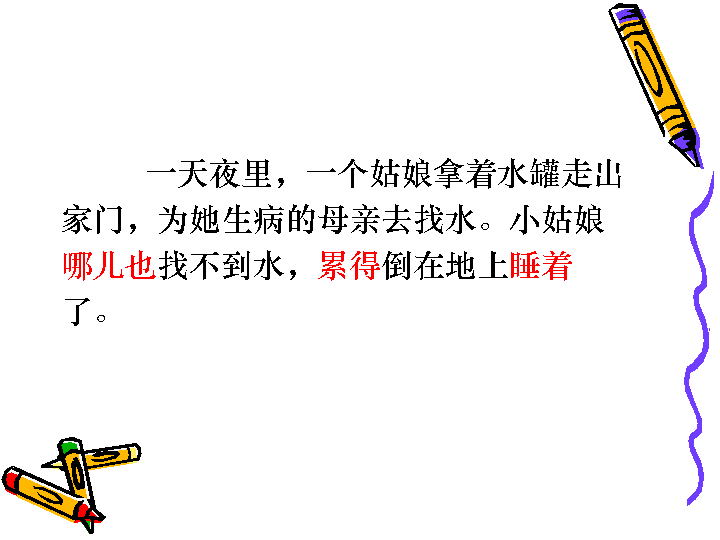 一天夜里，一个姑娘拿着水罐走出
家门，为她生病的母亲去找水。小姑娘
哪儿也找不到水，累得倒在地上睡着
了。